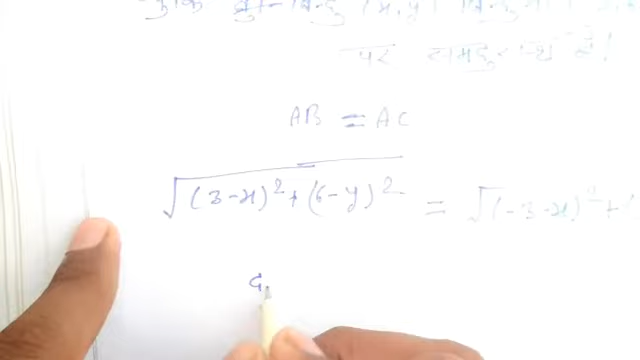 (x, y)
पर समदूरस्थ है।
AB = AC
√(3-x)²+(6-y)² = √(-3-x)²+(